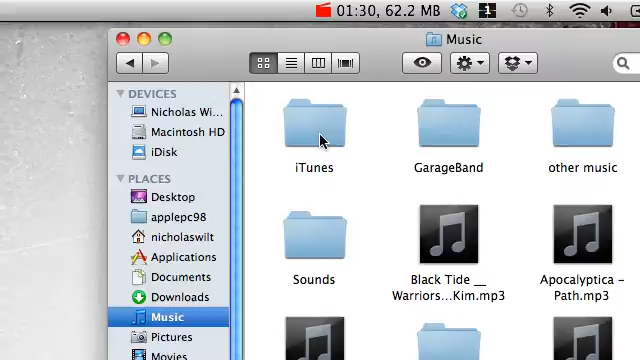 01:30, 62.2 MB 1
Music
DEVICES
Nicholas Wi...
Macintosh HD
iDisk
PLACES
Desktop
applepc98
nicholaswilt
Applications
Documents
Downloads
Music
Pictures
Movies
iTunes
GarageBand
other music
Sounds
Black Tide __
Warriors...Kim.mp3
Apocalyptica -
Path.mp3